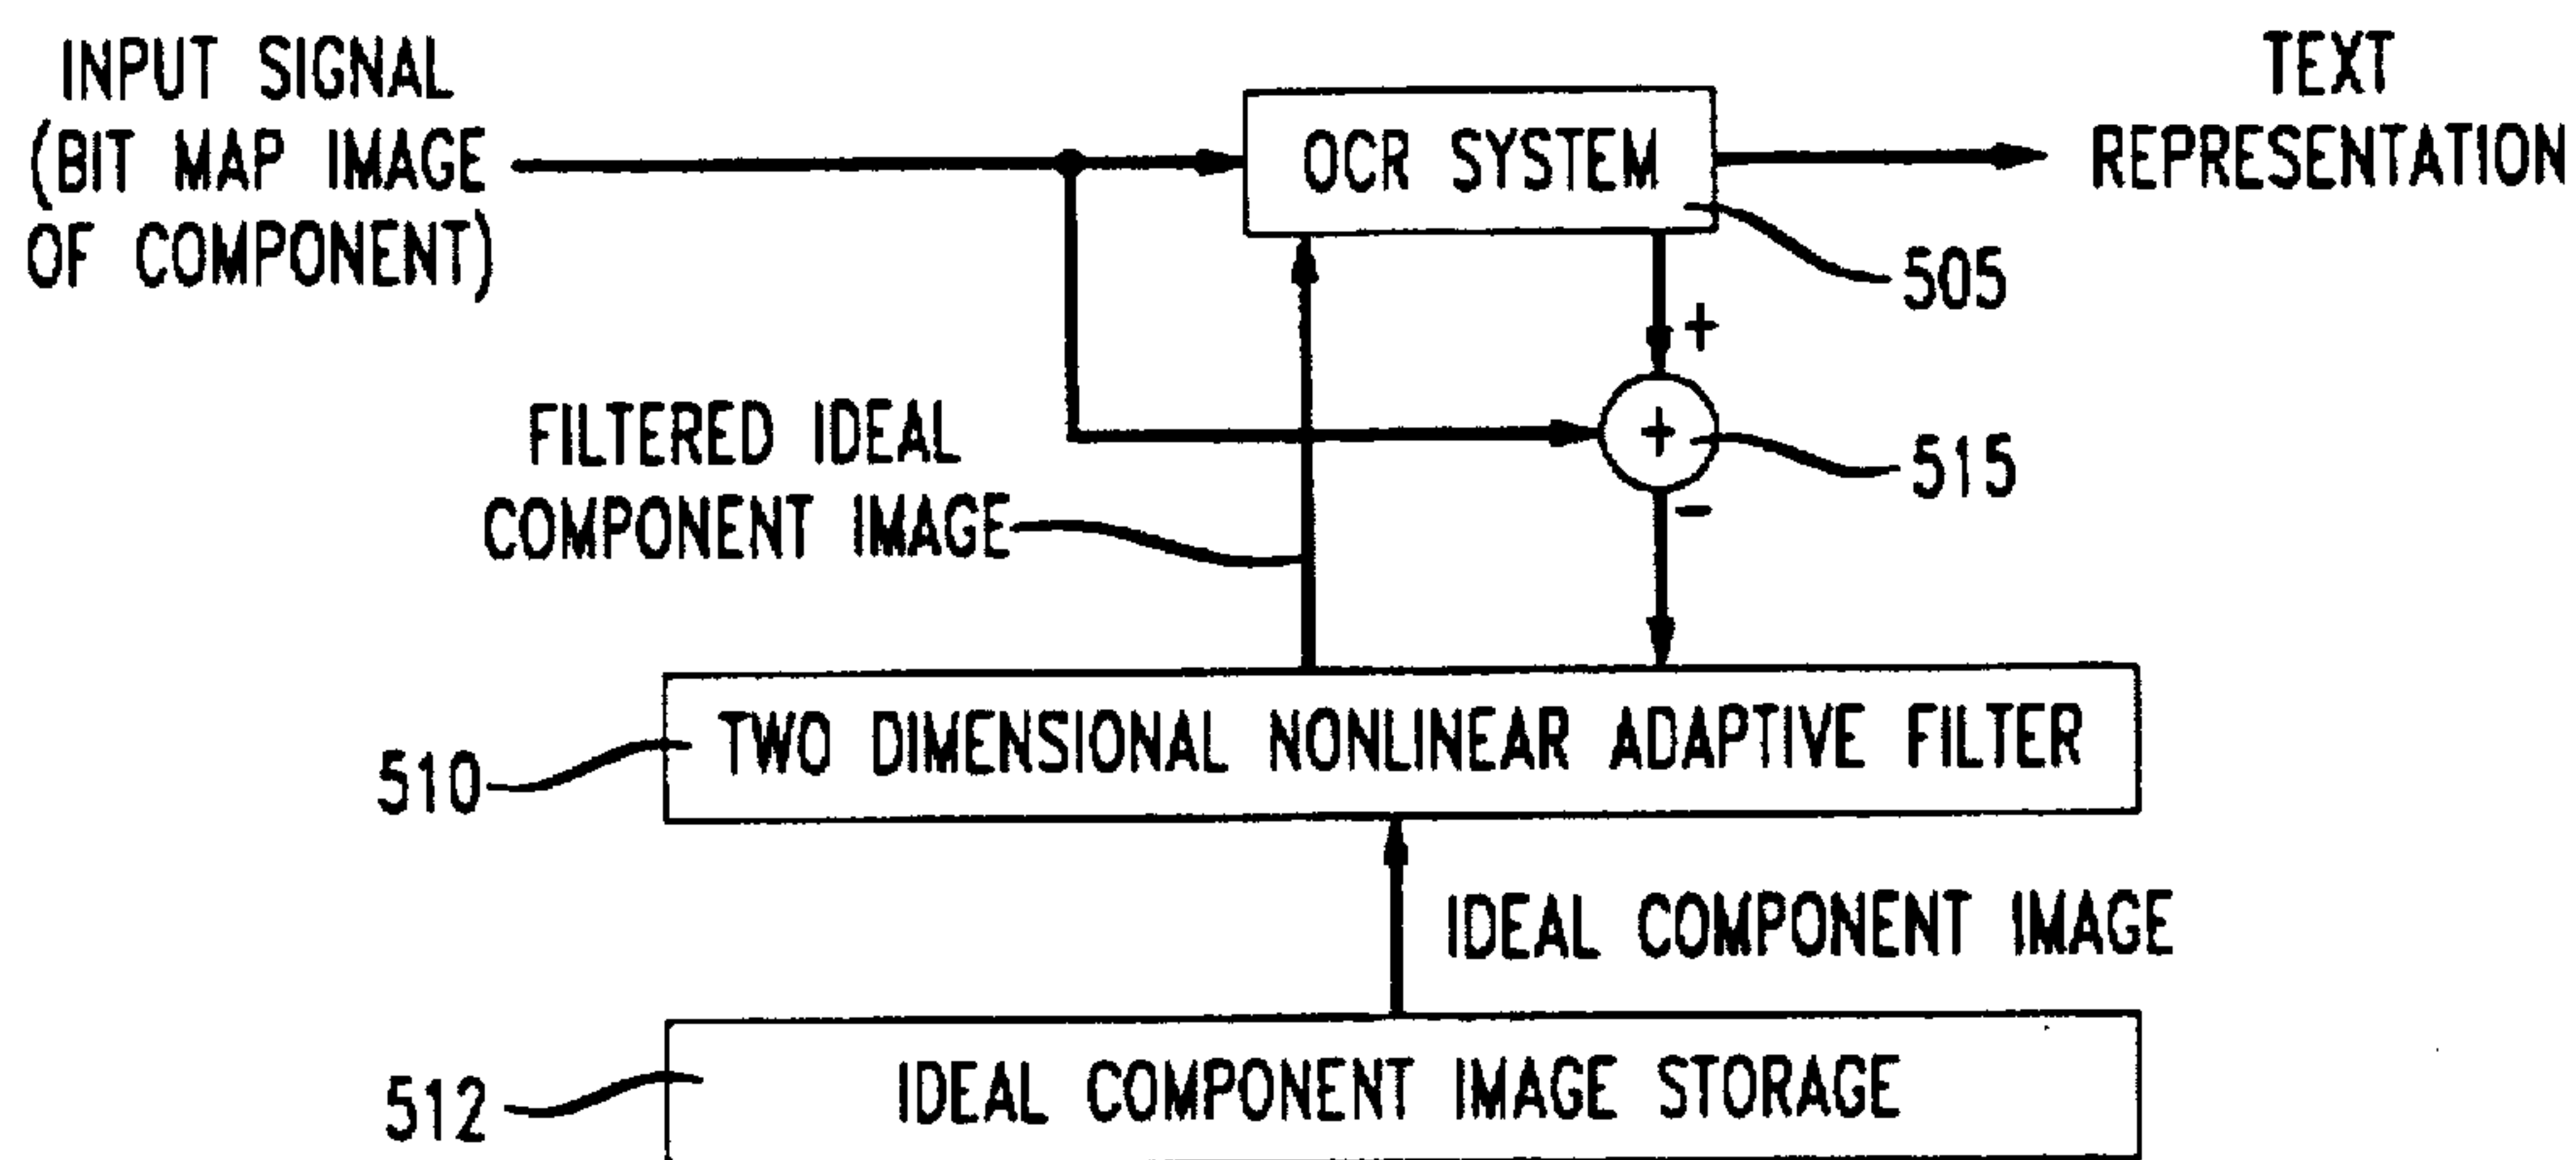 INPUT SIGNAL
(BIT MAP IMAGE
OF COMPONENT)
OCR SYSTEM
TEXT
REPRESENTATION
505
+
+
515
-
FILTERED IDEAL
COMPONENT IMAGE
510
TWO DIMENSIONAL NONLINEAR ADAPTIVE FILTER
IDEAL COMPONENT IMAGE
512
IDEAL COMPONENT IMAGE STORAGE